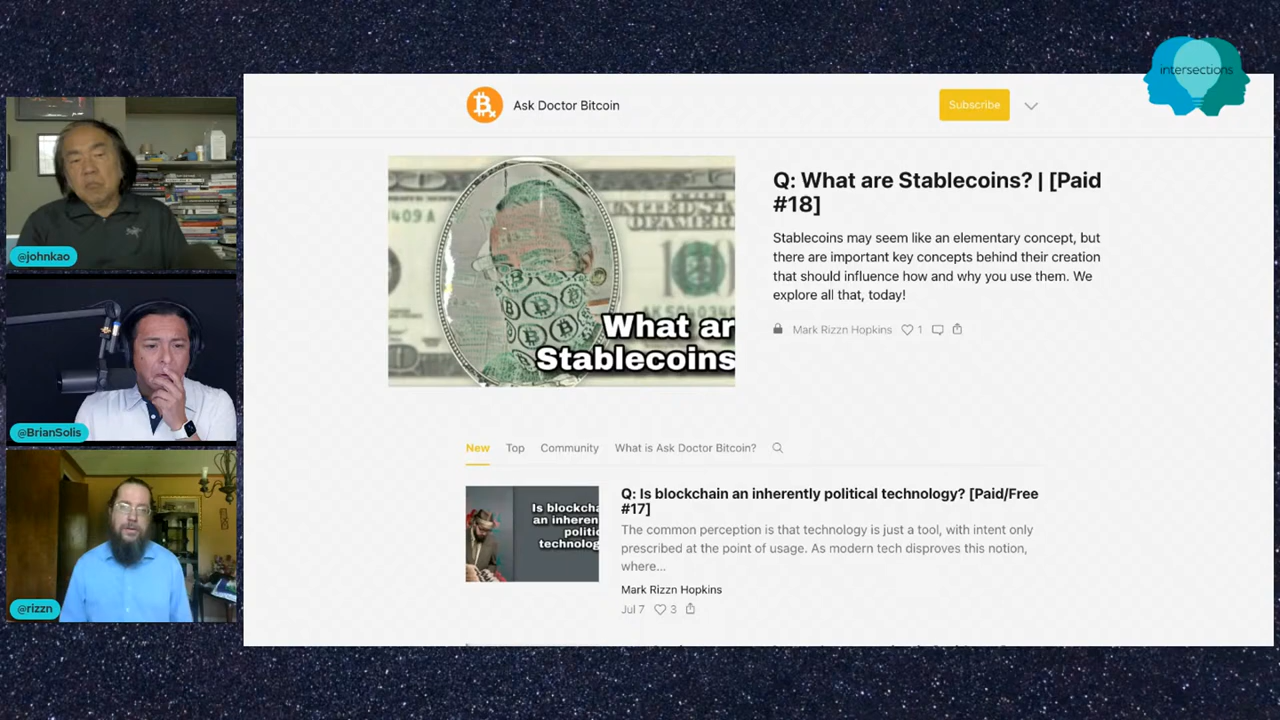 intersections
@johnkao
@BrianSolis
@rizzn
Ask Doctor Bitcoin
Subscribe
What ar
Stablecoins
Q: What are Stablecoins? | [Paid
#18]
Stablecoins may seem like an elementary concept, but
there are important key concepts behind their creation
that should influence how and why you use them. We
explore all that, today!
Mark Rizzn Hopkins
1
New
Top
Community
What is Ask Doctor Bitcoin?
Is blockcha
an inheren
politic
technolog
Q: Is blockchain an inherently political technology? [Paid/Free
#17]
The common perception is that technology is just a tool, with intent only
prescribed at the point of usage. As modern tech disproves this notion,
where...
Mark Rizzn Hopkins
Jul 7
3